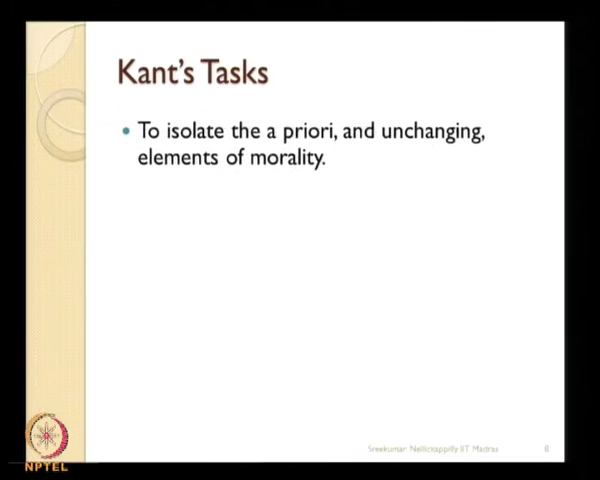 Kant's Tasks
• To isolate the a priori, and unchanging,
elements of morality.
Sreekumar Nellickappilly IIT Madras
8
NPTEL